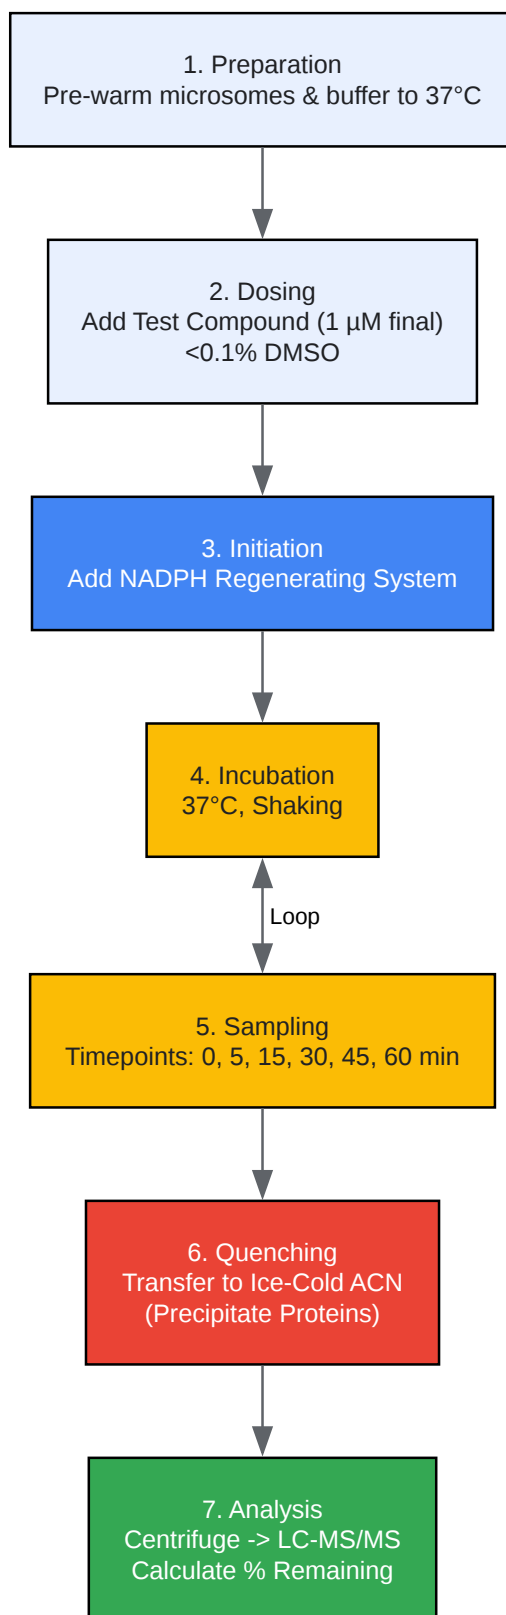 1. Preparation
Pre-warm microsomes & buffer to 37°C
2. Dosing
Add Test Compound (1 µM final)
<0.1% DMSO
3. Initiation
Add NADPH Regenerating System
4. Incubation
37°C, Shaking
Loop
5. Sampling
Timepoints: 0, 5, 15, 30, 45, 60 min
6. Quenching
Transfer to Ice-Cold ACN
(Precipitate Proteins)
7. Analysis
Centrifuge -> LC-MS/MS
Calculate % Remaining